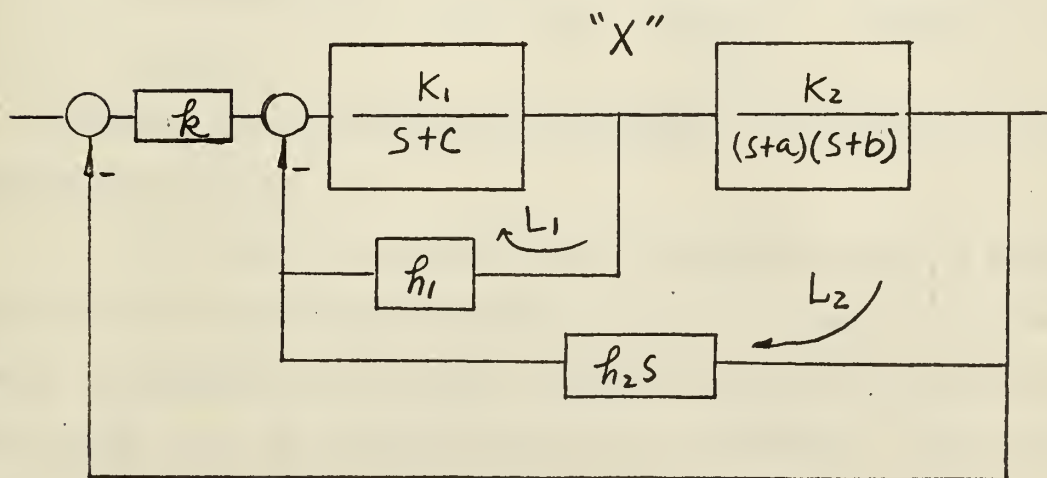 "X"
k
K₁
S+C
K₂
(S+a)(S+b)
-
-
L₁
h₁
L₂
h₂S